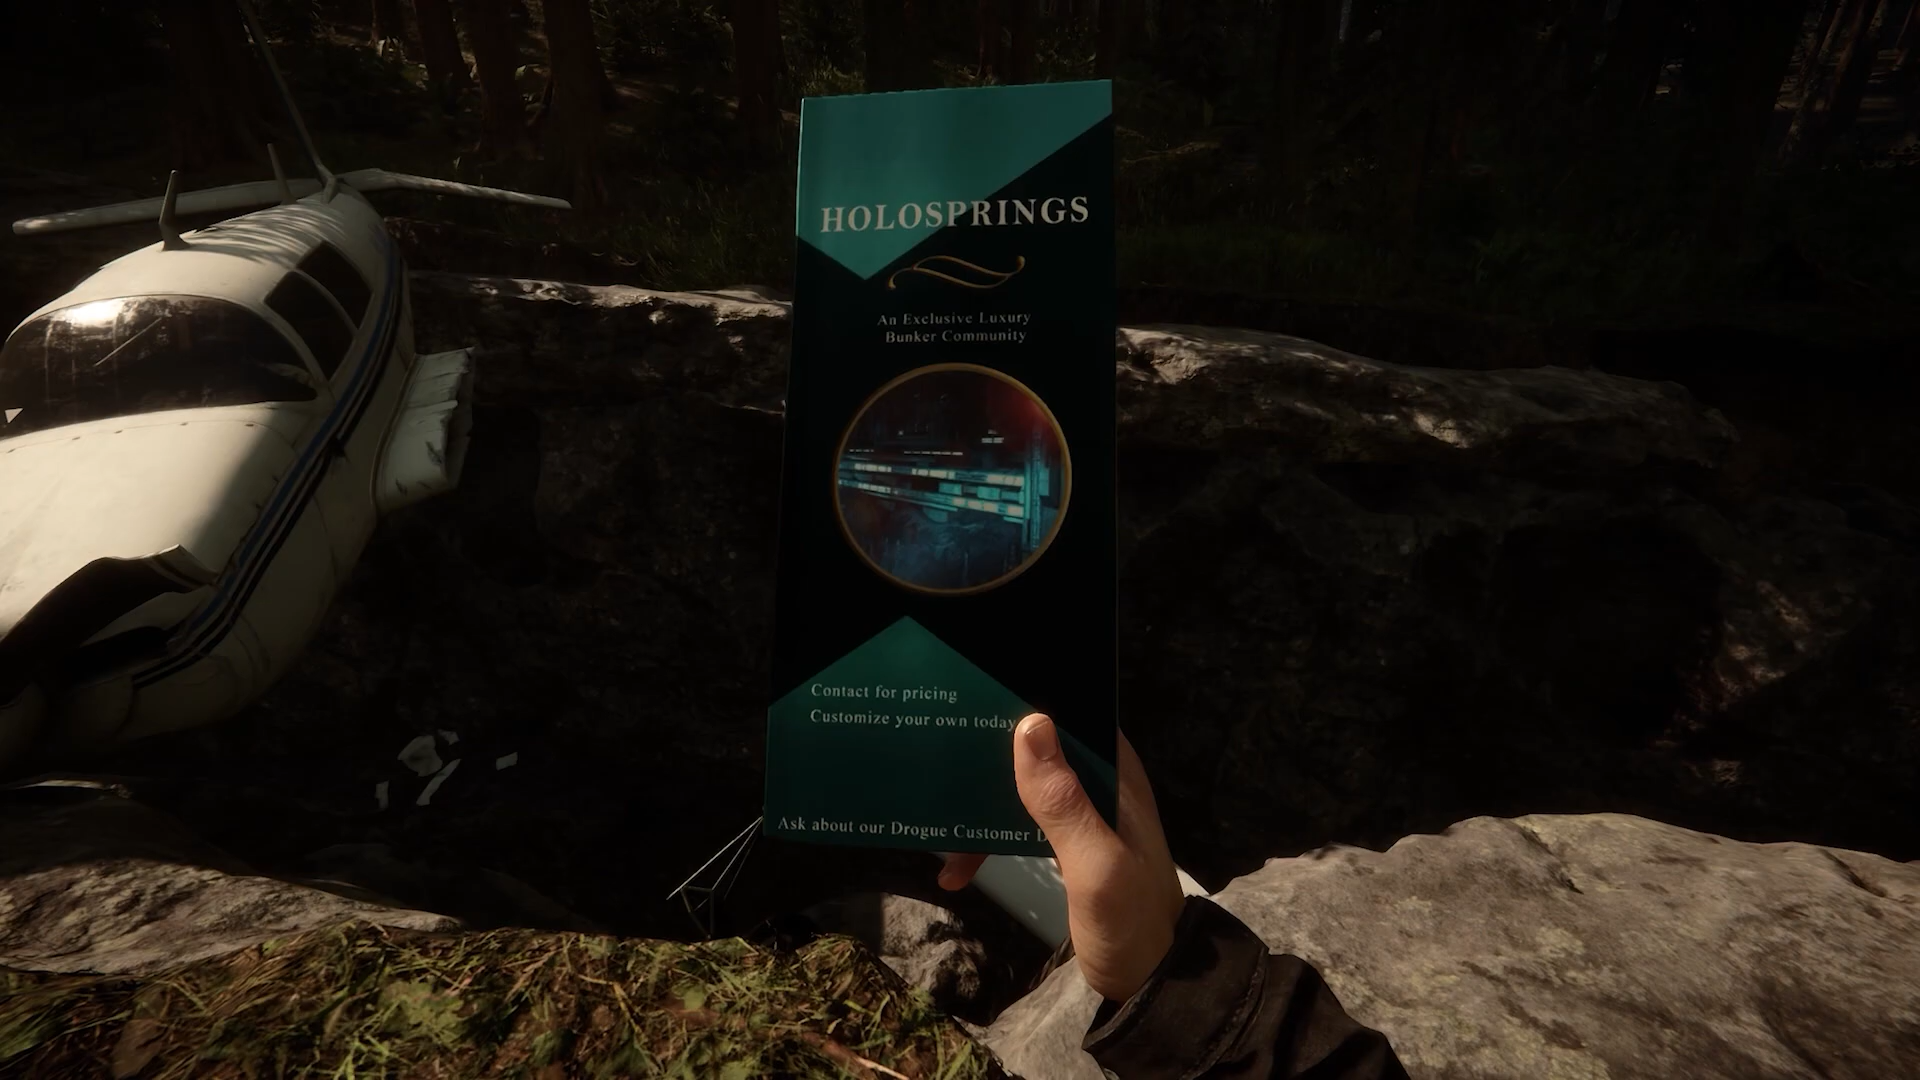 HOLOSPRINGS
An Exclusive Luxury
Bunker Community
Contact for pricing
Customize your own today
Ask about our Drogue Customer